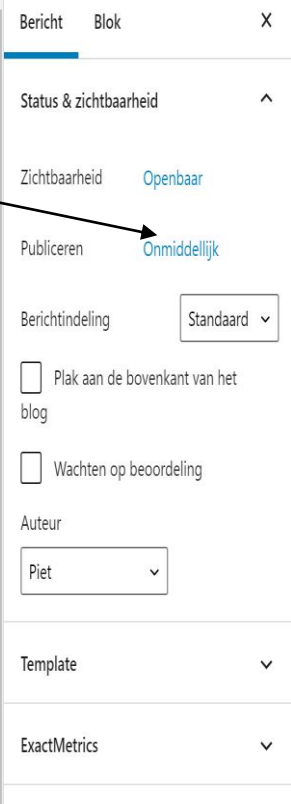 Bericht Blok X
Status & zichtbaarheid
Zichtbaarheid Openbaar
Publiceren Onmiddellijk
Berichtindeling Standaard
Plak aan de bovenkant van het
blog
Wachten op beoordeling
Auteur
Piet
Template
ExactMetrics